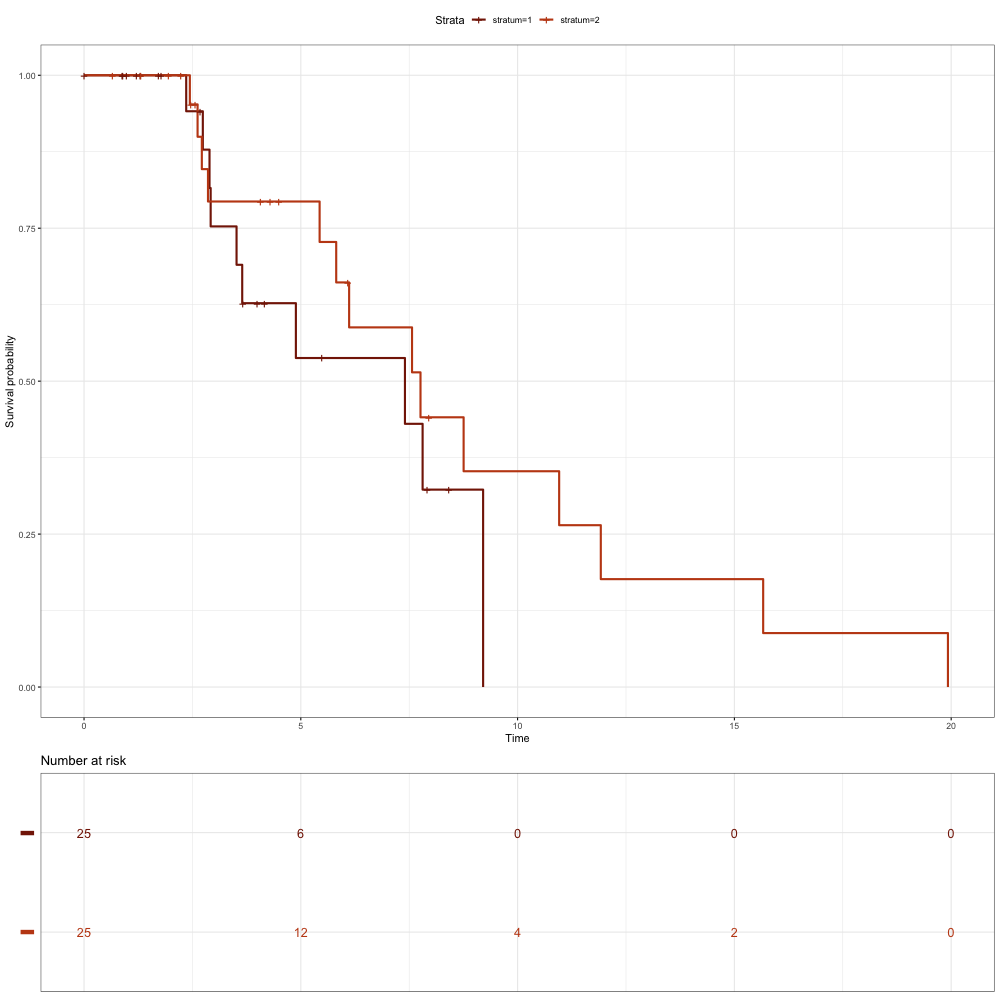 Strata stratum=1 stratum=2
1.00
0.75
0.50
0.25
0.00
Survival probability
0 5 10 15 20
Time
Number at risk
25 6 0 0 0
25 12 4 2 0